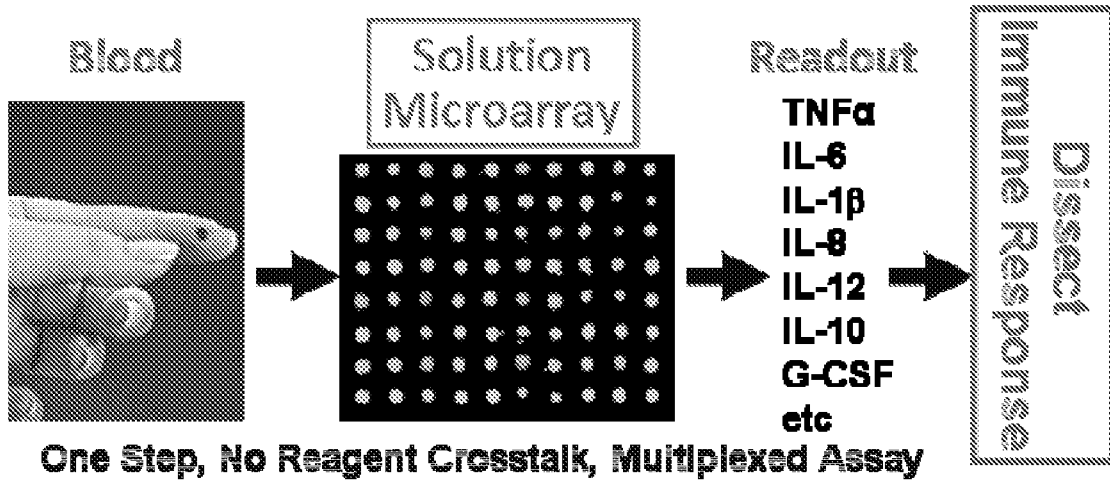 Blood
Solution
Microarray
Readout
TNFα
IL-6
IL-1β
IL-8
IL-12
IL-10
G-CSF
etc
Dissect
Immune Response
One Step, No Reagent Crosstalk, Multiplexed Assay